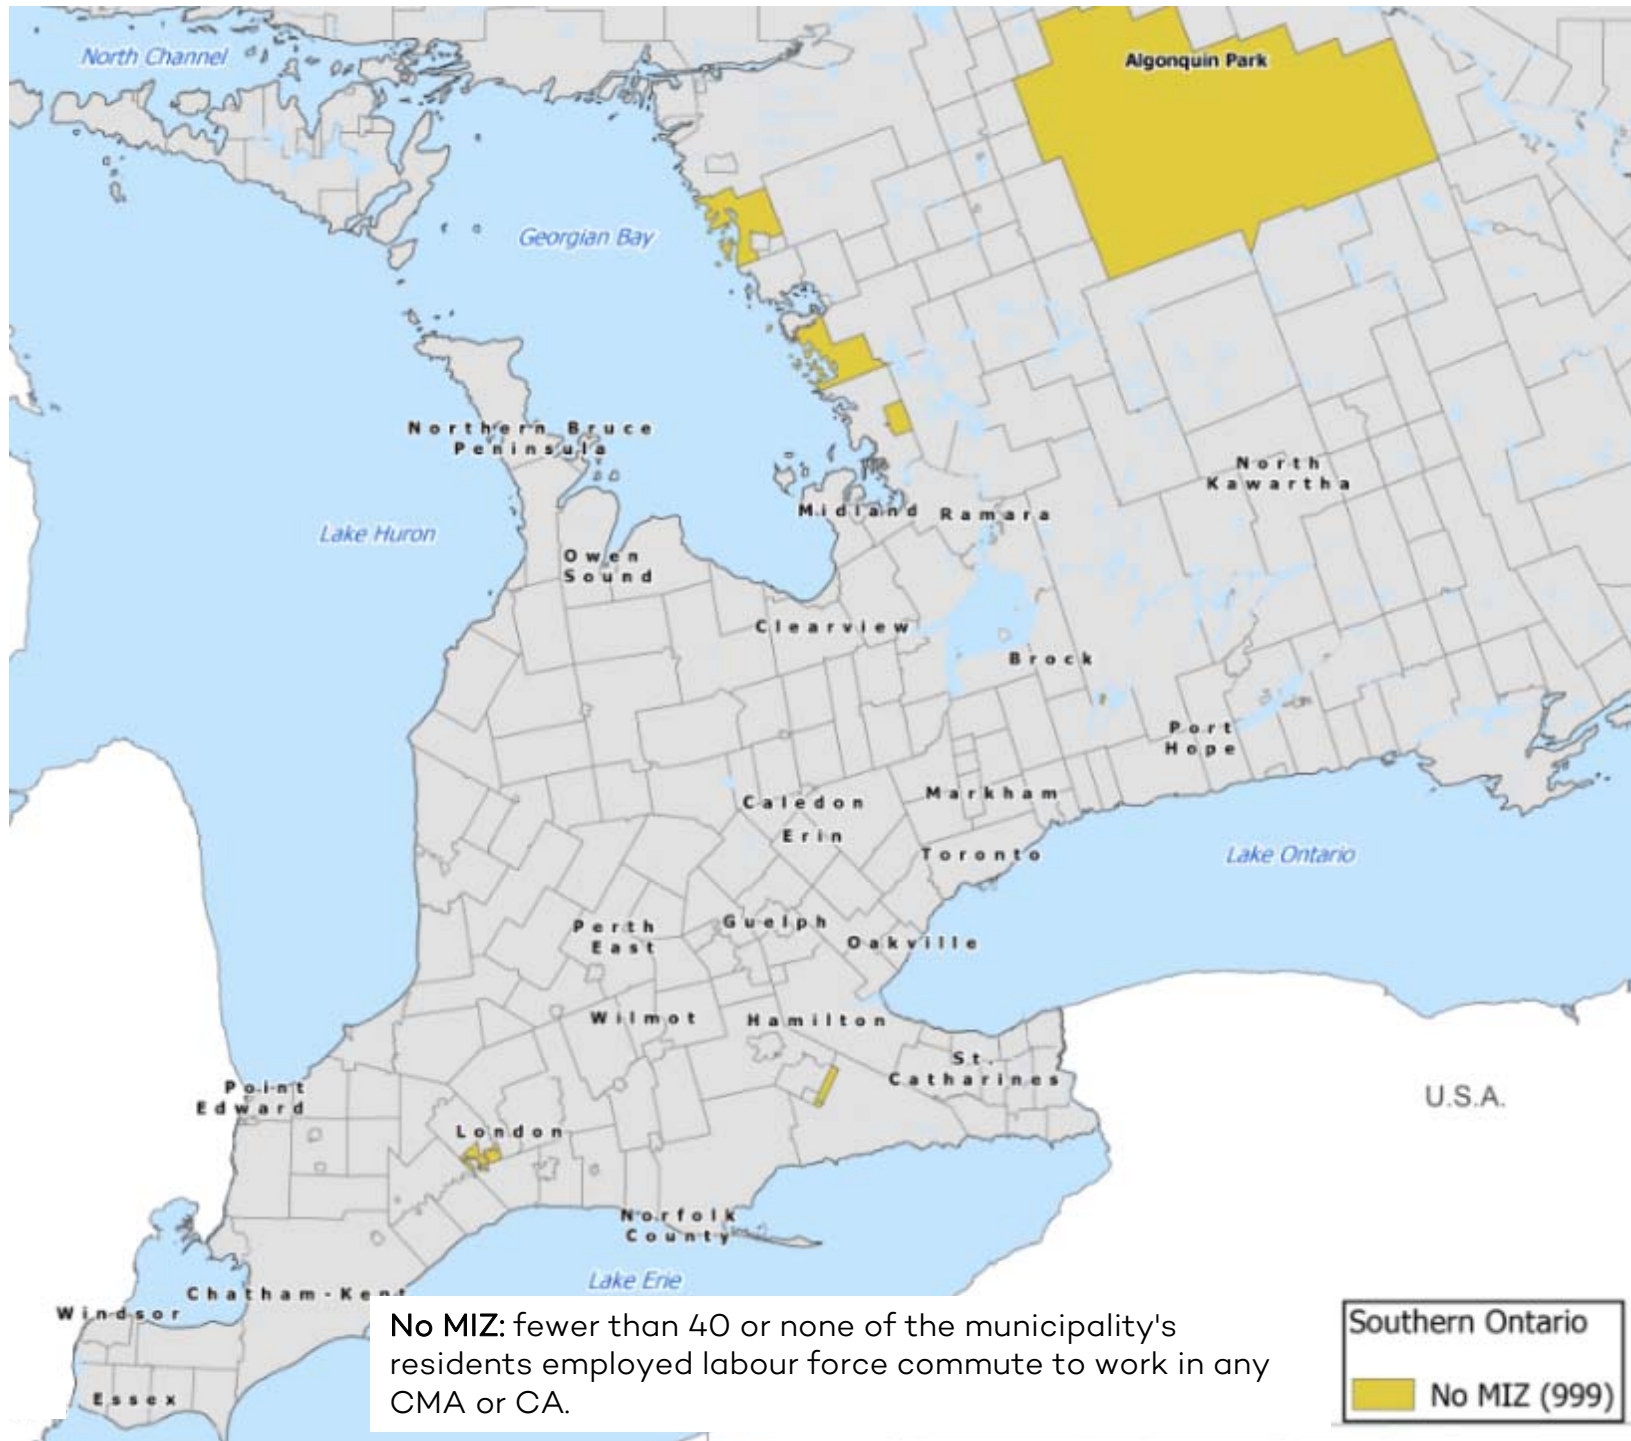 North Channel
Algonquin Park
Georgian Bay
Northern Bruce
Peninsula
North
Kawartha
Midland
Ramara
Lake Huron
Owen
Sound
Clearview
Brock
Port
Hope
Caledon
Markham
Erin
Toronto
Lake Ontario
Perth
East
Guelph
Oakville
Wilmot
Hamilton
St.
Catharines
Point
Edward
U.S.A.
London
Norfolk
County
Lake Erie
Chatham-Kent
Windsor
Essex
No MIZ: fewer than 40 or none of the municipality's
residents employed labour force commute to work in any
CMA or CA.
Southern Ontario
No MIZ (999)